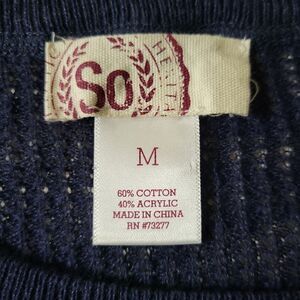 So
M
60% COTTON
40% ACRYLIC
MADE IN CHINA
RN #73277